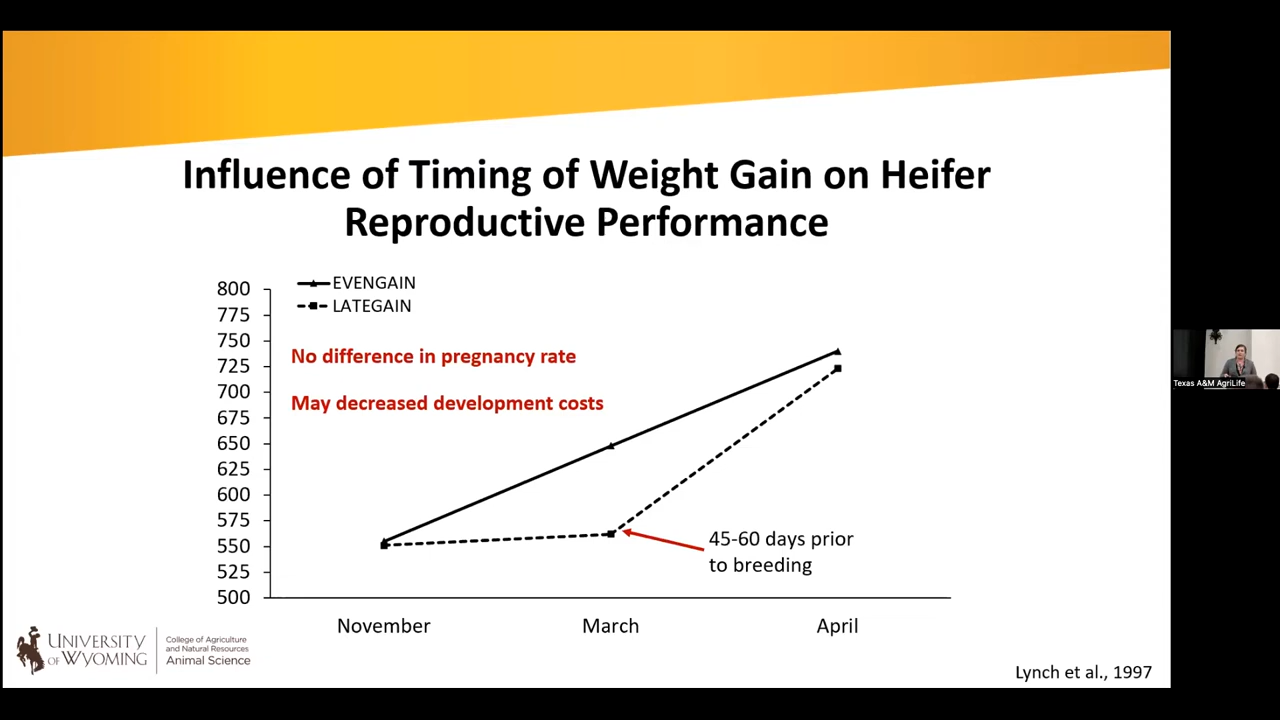 Influence of Timing of Weight Gain on Heifer
Reproductive Performance
EVENGAIN
LATEGAIN
800
775
750
725
700
675
650
625
600
575
550
525
500
No difference in pregnancy rate
May decreased development costs
45-60 days prior
to breeding
November March April
UNIVERSITY
OF WYOMING
College of Agriculture
and Natural Resources
Animal Science
Lynch et al., 1997
Texas A&M AgriLife